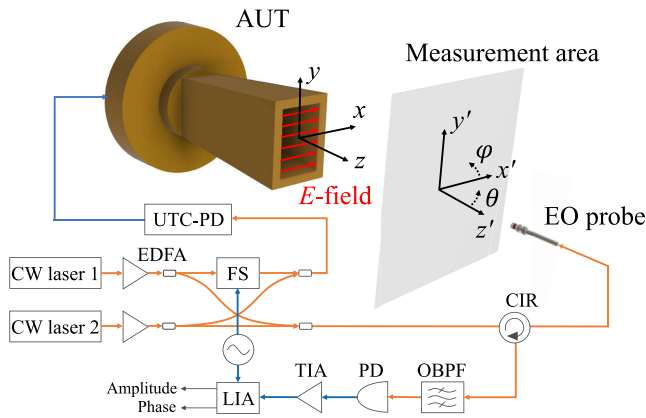 AUT
Measurement area
y
x
z
E-field
y′
φ
x′
θ
z′
EO probe
UTC-PD
EDFA
CW laser 1
FS
CW laser 2
CIR
TIA
PD
OBPF
Amplitude
Phase
LIA